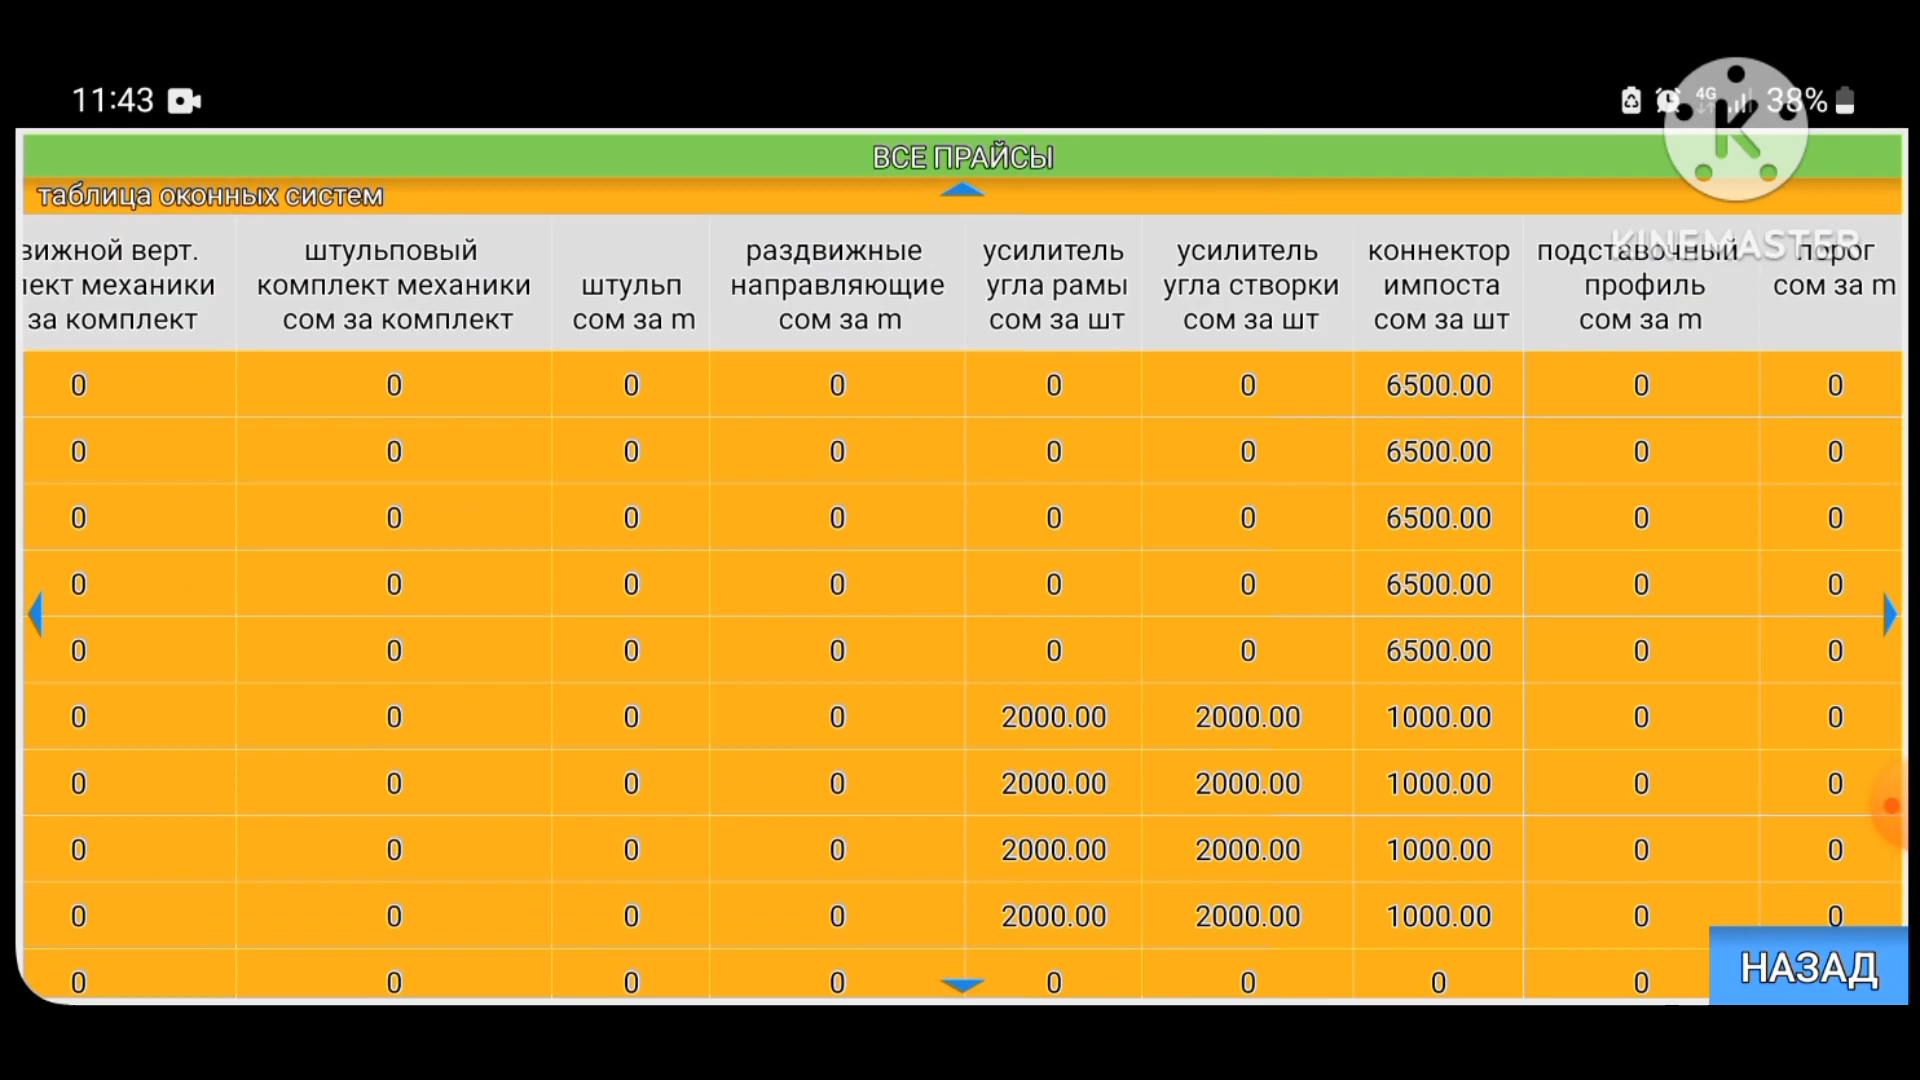 11:43
4G 38%
ВСЕ ПРАЙСЫ
таблица оконных систем
KINEMASTER
верт. штульповый раздвижные усилитель усилитель коннектор подставочный порог
механики комплект механики штульп направляющие угла рамы угла створки импоста профиль сом за m
за комплект сом за комплект сом за m сом за m сом за шт сом за шт сом за шт сом за m
0 0 0 0 0 0 6500.00 0 0
0 0 0 0 0 0 6500.00 0 0
0 0 0 0 0 0 6500.00 0 0
0 0 0 0 0 0 6500.00 0 0
0 0 0 0 0 0 6500.00 0 0
0 0 0 0 2000.00 2000.00 1000.00 0 0
0 0 0 0 2000.00 2000.00 1000.00 0 0
0 0 0 0 2000.00 2000.00 1000.00 0 0
0 0 0 0 2000.00 2000.00 1000.00 0 0
0 0 0 0 0 0 0 0
НАЗАД